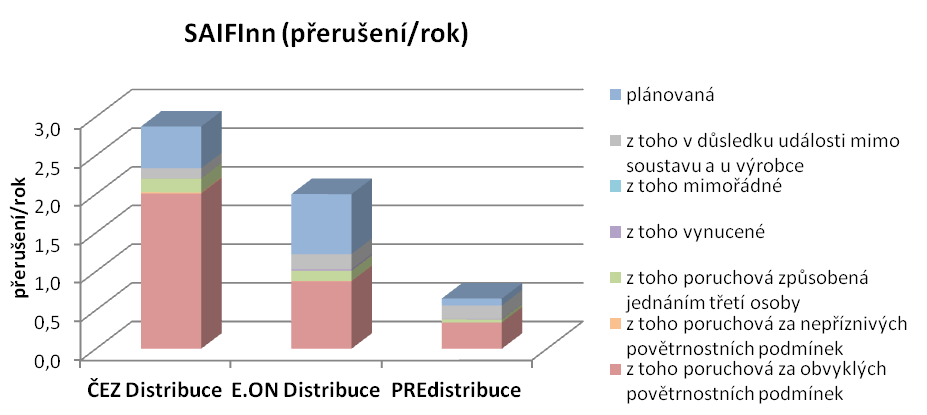 SAIFInn (přerušení/rok)
přerušení/rok
3,0
2,5
2,0
1,5
1,0
0,5
0,0
ČEZ Distribuce
E.ON Distribuce
PREdistribuce
plánovaná
z toho v důsledku události mimo
soustavu a u výrobce
z toho mimořádné
z toho vynucené
z toho poruchová způsobená
jednáním třetí osoby
z toho poruchová za nepříznivých
povětrnostních podmínek
z toho poruchová za obvyklých
povětrnostních podmínek